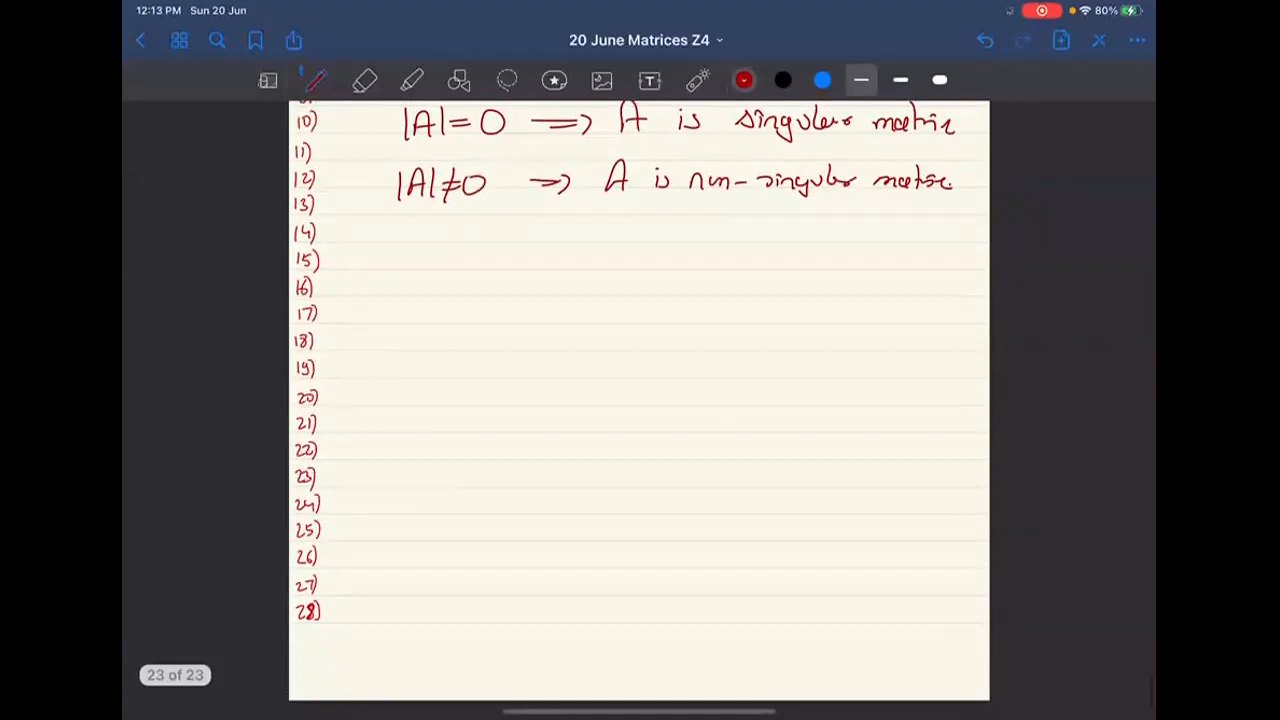 12:13 PM Sun 20 Jun 80%
20 June Matrices Z4
T
10) |A| = 0 ⟹ A is singular matrix
11)
12) |A| ≠ 0 ⟹ A is non-singular matrix.
13)
14)
15)
16)
17)
18)
19)
20)
21)
22)
23)
24)
25)
26)
27)
28)
23 of 23